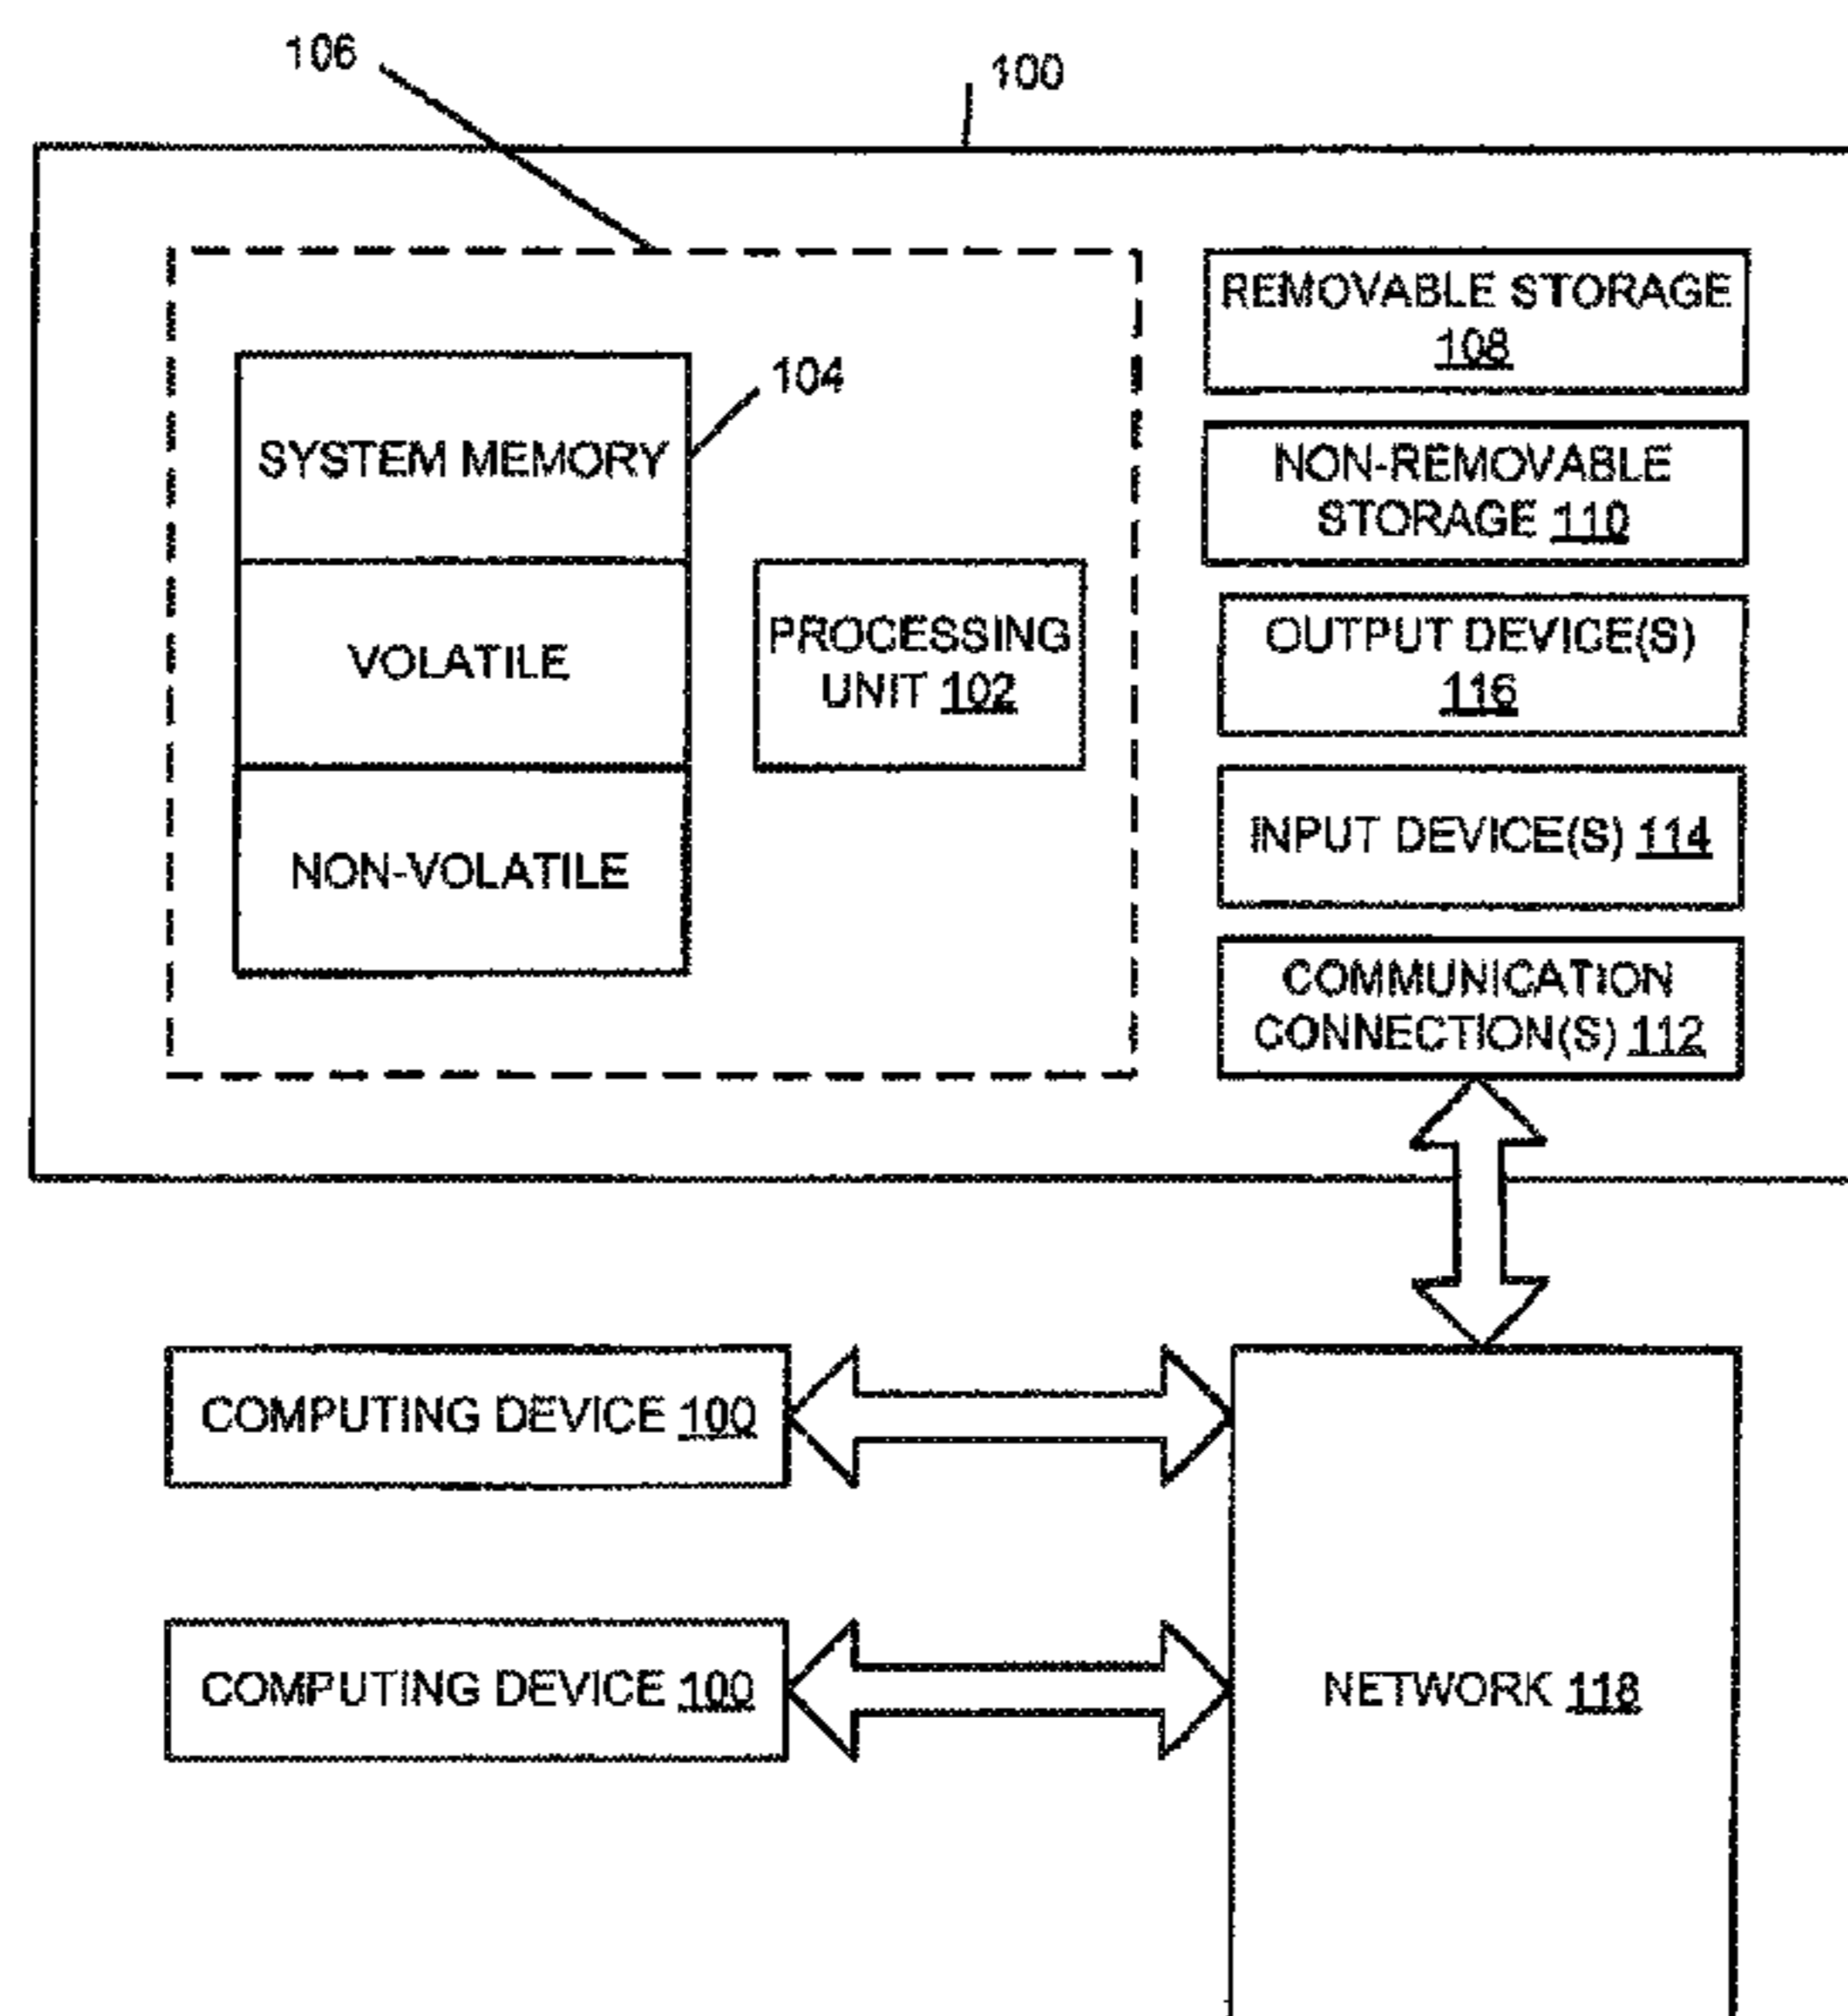 106
100
SYSTEM MEMORY
104
VOLATILE
NON-VOLATILE
PROCESSING
UNIT 102
REMOVABLE STORAGE
108
NON-REMOVABLE
STORAGE 110
OUTPUT DEVICE(S)
116
INPUT DEVICE(S) 114
COMMUNICATION
CONNECTION(S) 112
COMPUTING DEVICE 100
COMPUTING DEVICE 100
NETWORK 118